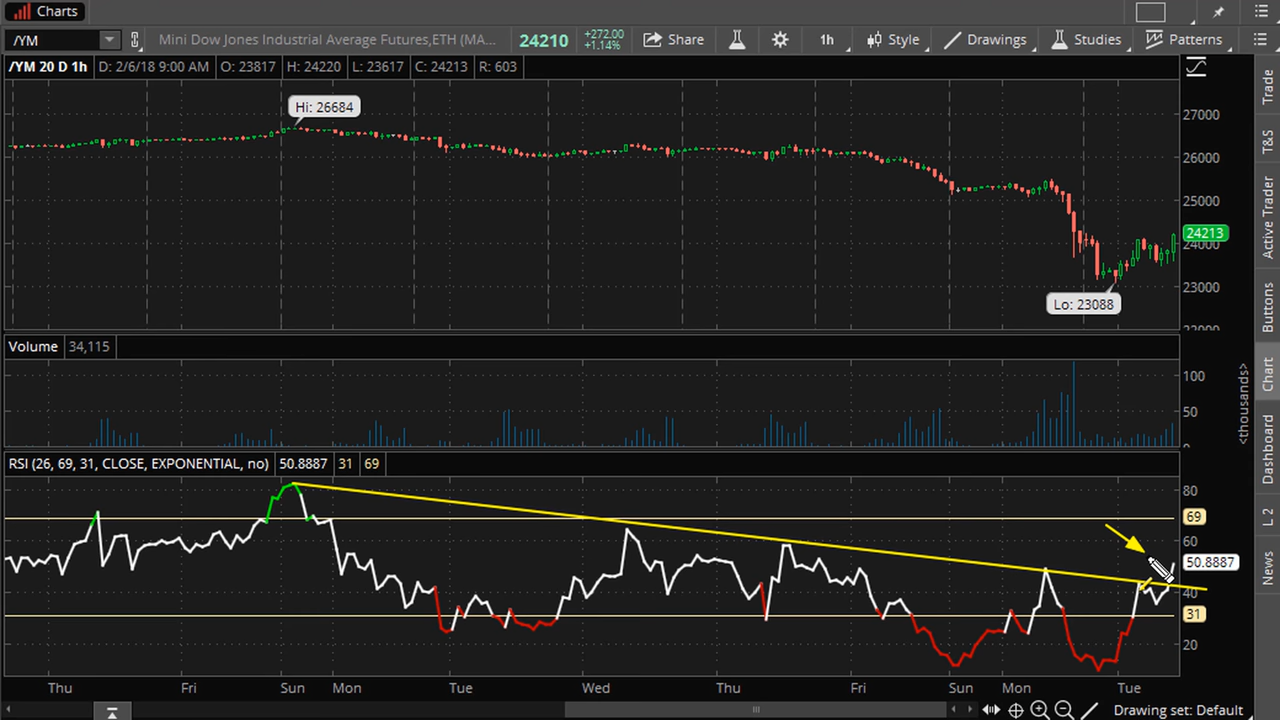 Charts
/YM Mini Dow Jones Industrial Average Futures,ETH (MA... 24210 +272.00 +1.14% Share 1h Style Drawings Studies Patterns
/YM 20 D 1h D: 2/6/18 9:00 AM O: 23817 H: 24220 L: 23617 C: 24213 R: 603
Hi: 26684
27000
26000
25000
24213
24000
23000
22000
Lo: 23088
Volume 34,115
100
50
0
<thousands>
RSI (26, 69, 31, CLOSE, EXPONENTIAL, no) 50.8887 31 69
80
69
60
50.8887
40
31
20
Thu Fri Sun Mon Tue Wed Thu Fri Sun Mon Tue
Drawing set: Default
Trade
T&S
Active Trader
Buttons
Chart
Dashboard
L 2
News